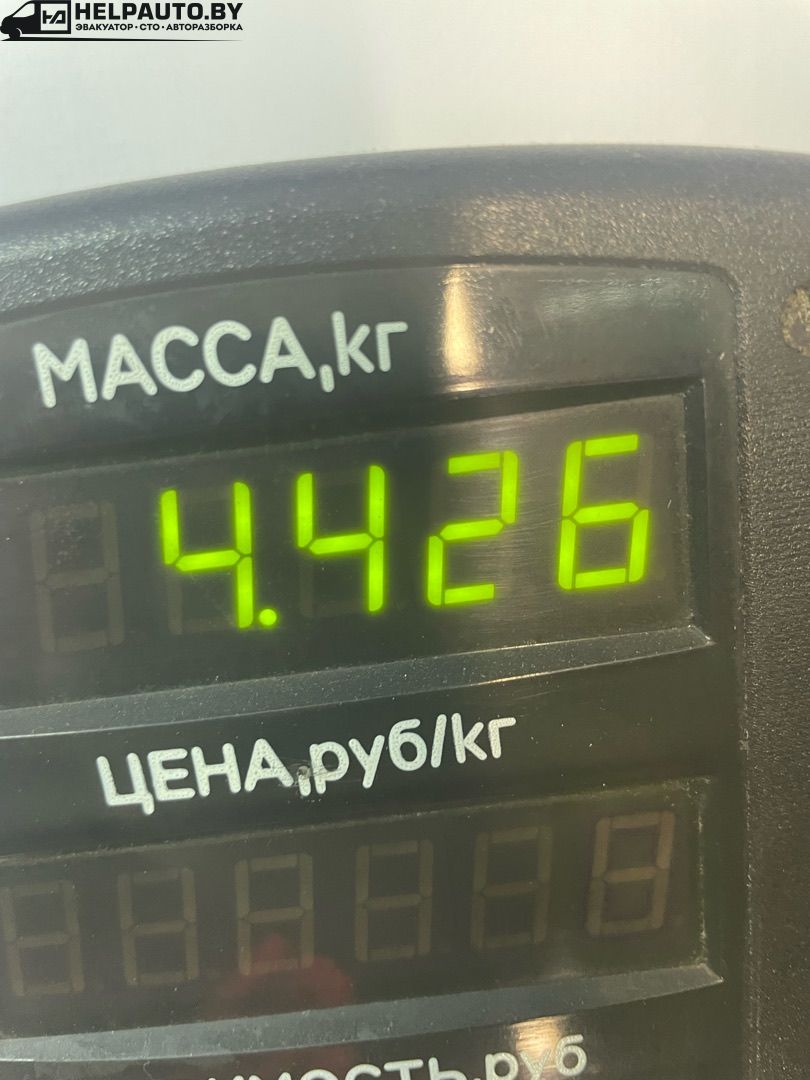 HELPAUTO.BY
ЭВАКУАТОР • СТО • АВТОРАЗБОРКА
МАССА,кг
4.426
ЦЕНА,руб/кг